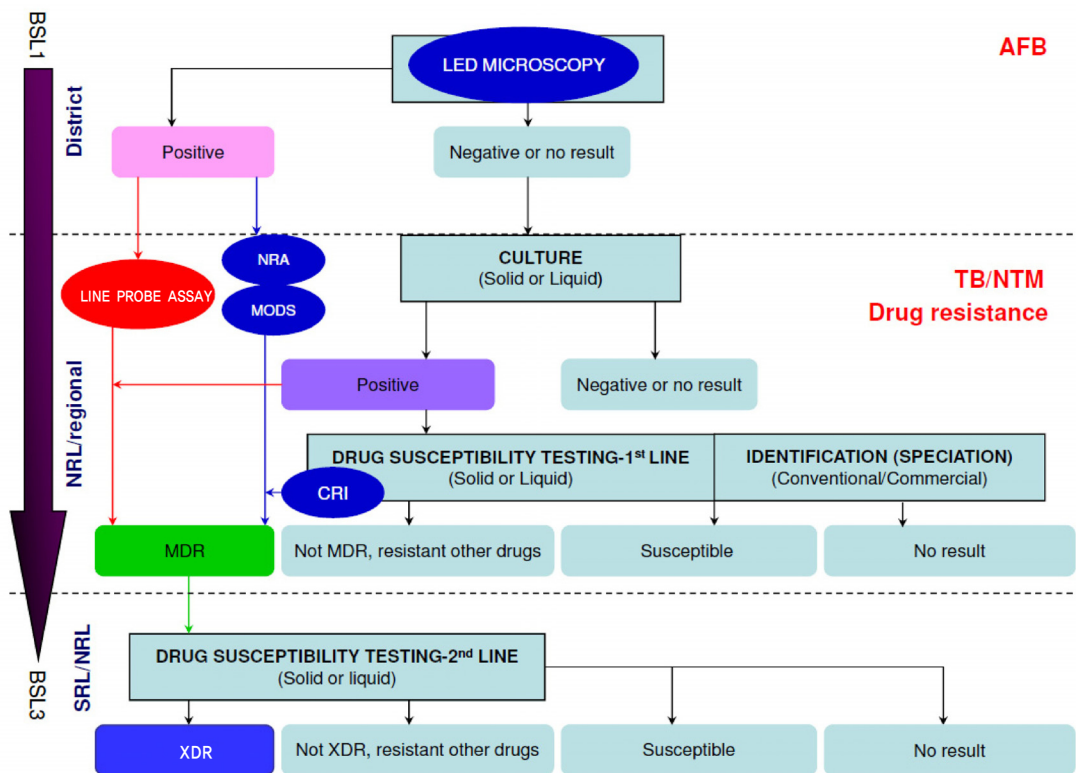 BSL1
LED MICROSCOPY
AFB
District
Positive
Negative or no result
NRA
CULTURE
(Solid or Liquid)
LINE PROBE ASSAY
MODS
TB/NTM
Drug resistance
NRL/regional
Positive
Negative or no result
DRUG SUSCEPTIBILITY TESTING-1st LINE
(Solid or Liquid)
IDENTIFICATION (SPECIATION)
(Conventional/Commercial)
CRI
MDR
Not MDR, resistant other drugs
Susceptible
No result
SRL/NRL
DRUG SUSCEPTIBILITY TESTING-2nd LINE
(Solid or liquid)
BSL3
XDR
Not XDR, resistant other drugs
Susceptible
No result